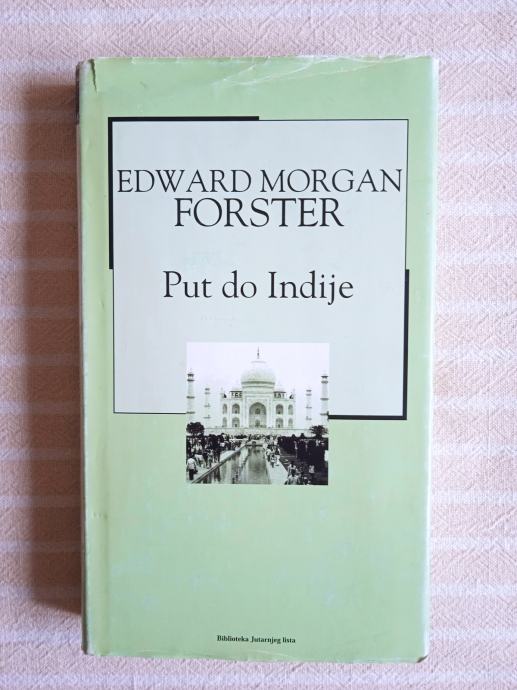 EDWARD MORGAN
FORSTER
Put do Indije
Biblioteka Jutarnjeg lista